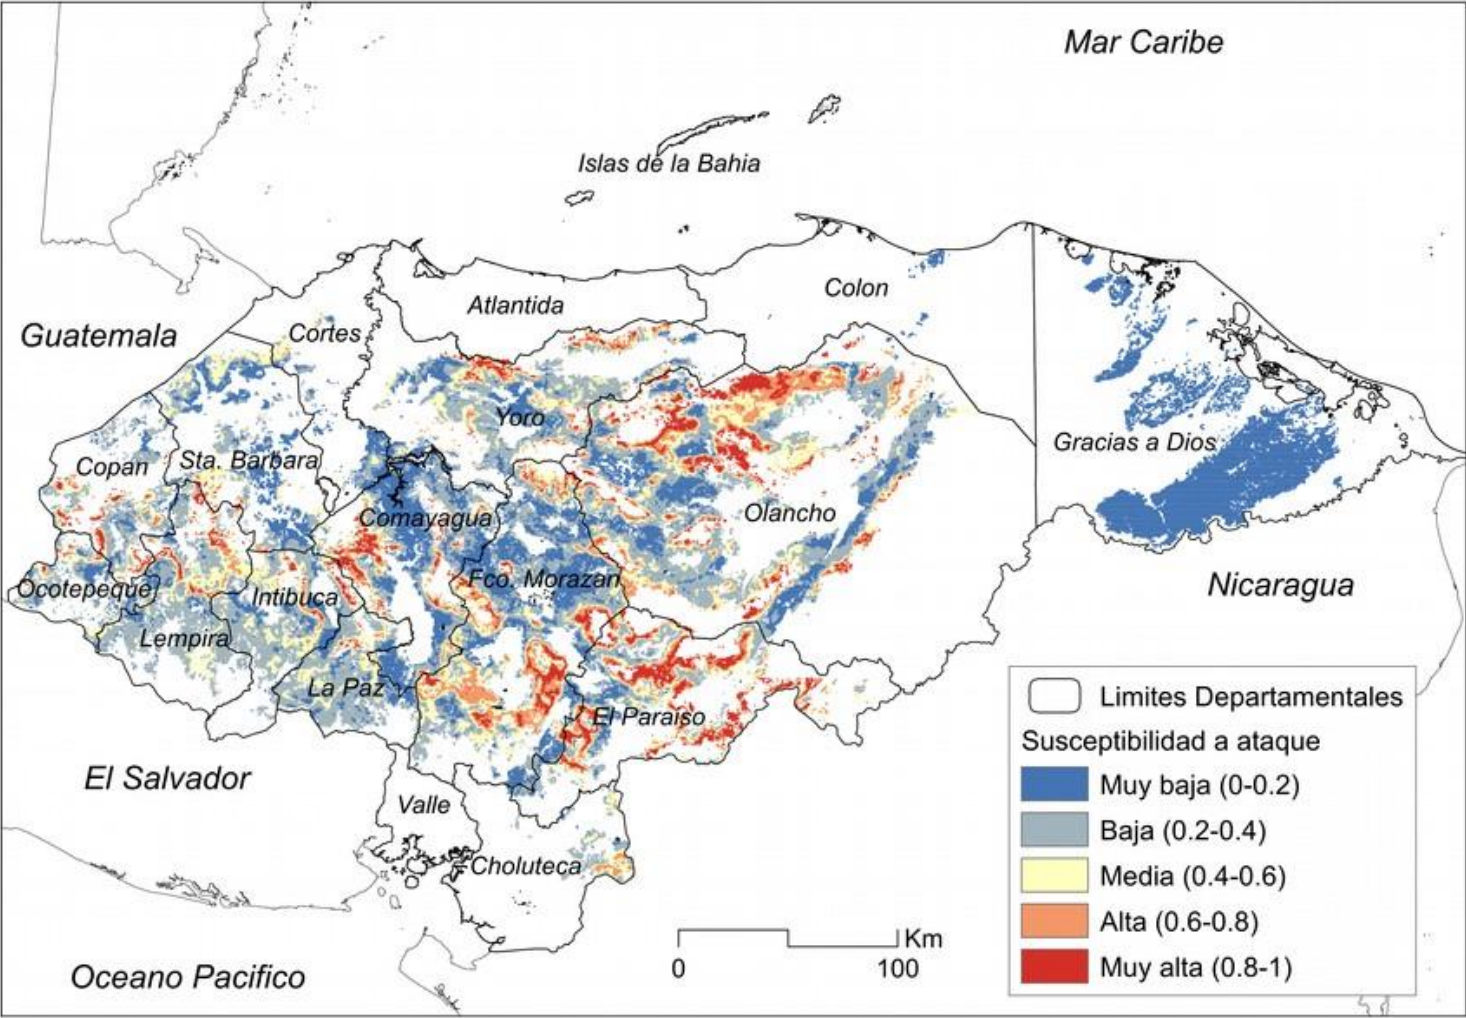 Mar Caribe
Islas de la Bahia
Colon
Atlantida
Cortes
Guatemala
Yoro
Gracias a Dios
Copan
Sta. Barbara
Olancho
Comayagua
Fco. Morazan
Nicaragua
Ocotepeque
Intibuca
Lempira
La Paz
El Paraiso
El Salvador
Valle
Choluteca
Oceano Pacifico
Km
0 100
Limites Departamentales
Susceptibilidad a ataque
Muy baja (0-0.2)
Baja (0.2-0.4)
Media (0.4-0.6)
Alta (0.6-0.8)
Muy alta (0.8-1)